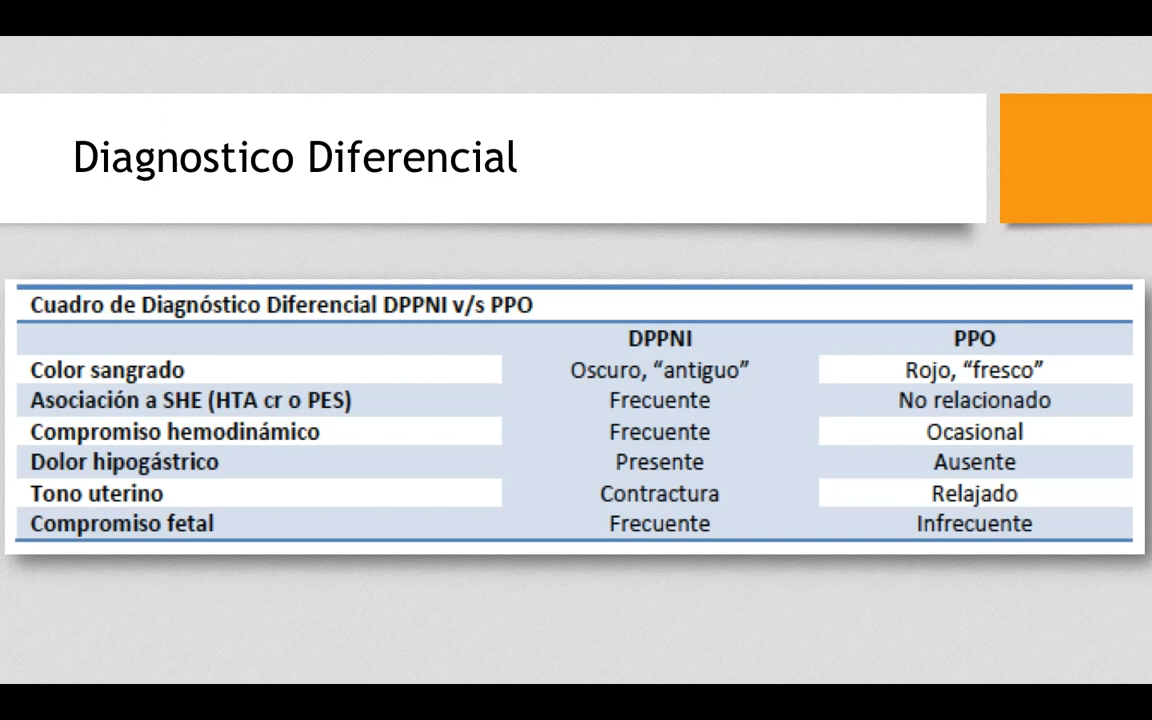 Diagnostico Diferencial
Cuadro de Diagnóstico Diferencial DPPNI v/s PPO
DPPNI PPO
Color sangrado Oscuro, “antiguo” Rojo, “fresco”
Asociación a SHE (HTA cr o PES) Frecuente No relacionado
Compromiso hemodinámico Frecuente Ocasional
Dolor hipogástrico Presente Ausente
Tono uterino Contractura Relajado
Compromiso fetal Frecuente Infrecuente